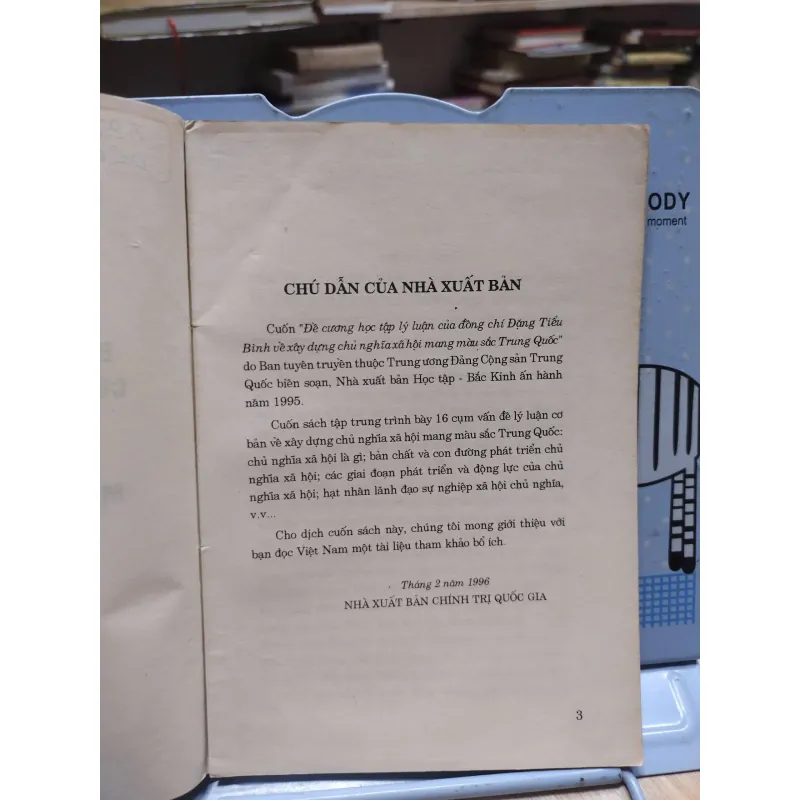 CHÚ DẪN CỦA NHÀ XUẤT BẢN
Cuốn "Đề cương học tập lý luận của đồng chí Đặng Tiểu
Bình về xây dựng chủ nghĩa xã hội mang màu sắc Trung Quốc"
do Ban tuyên truyền thuộc Trung ương Đảng Cộng sản Trung
Quốc biên soạn, Nhà xuất bản Học tập - Bắc Kinh ấn hành
năm 1995.
Cuốn sách tập trung trình bày 16 cụm vấn đề lý luận cơ
bản về xây dựng chủ nghĩa xã hội mang màu sắc Trung Quốc:
chủ nghĩa xã hội là gì; bản chất và con đường phát triển chủ
nghĩa xã hội; các giai đoạn phát triển và động lực của chủ
nghĩa xã hội; hạt nhân lãnh đạo sự nghiệp xã hội chủ nghĩa,
v.v...
Cho dịch cuốn sách này, chúng tôi mong giới thiệu với
bạn đọc Việt Nam một tài liệu tham khảo bổ ích.
Tháng 2 năm 1996
NHÀ XUẤT BẢN CHÍNH TRỊ QUỐC GIA
3
ODY
moment